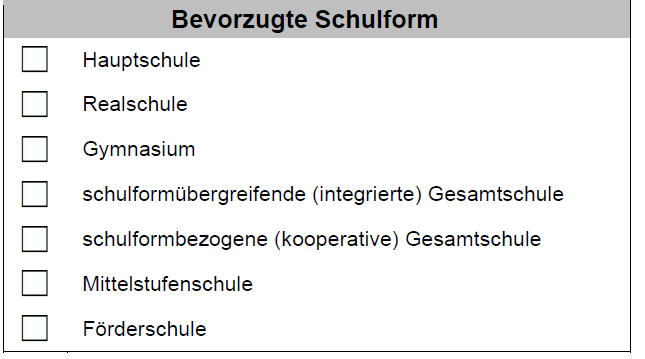 Bevorzugte Schulform
Hauptschule
Realschule
Gymnasium
schulformübergreifende (integrierte) Gesamtschule
schulformbezogene (kooperative) Gesamtschule
Mittelstufenschule
Förderschule